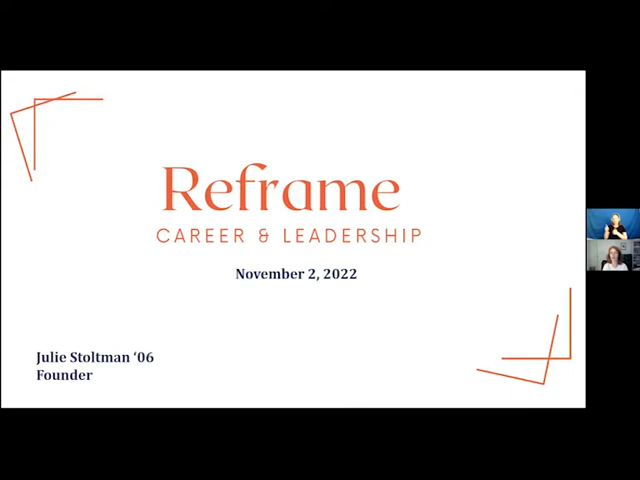 Reframe
CAREER & LEADERSHIP
November 2, 2022
Julie Stoltman ‘06
Founder